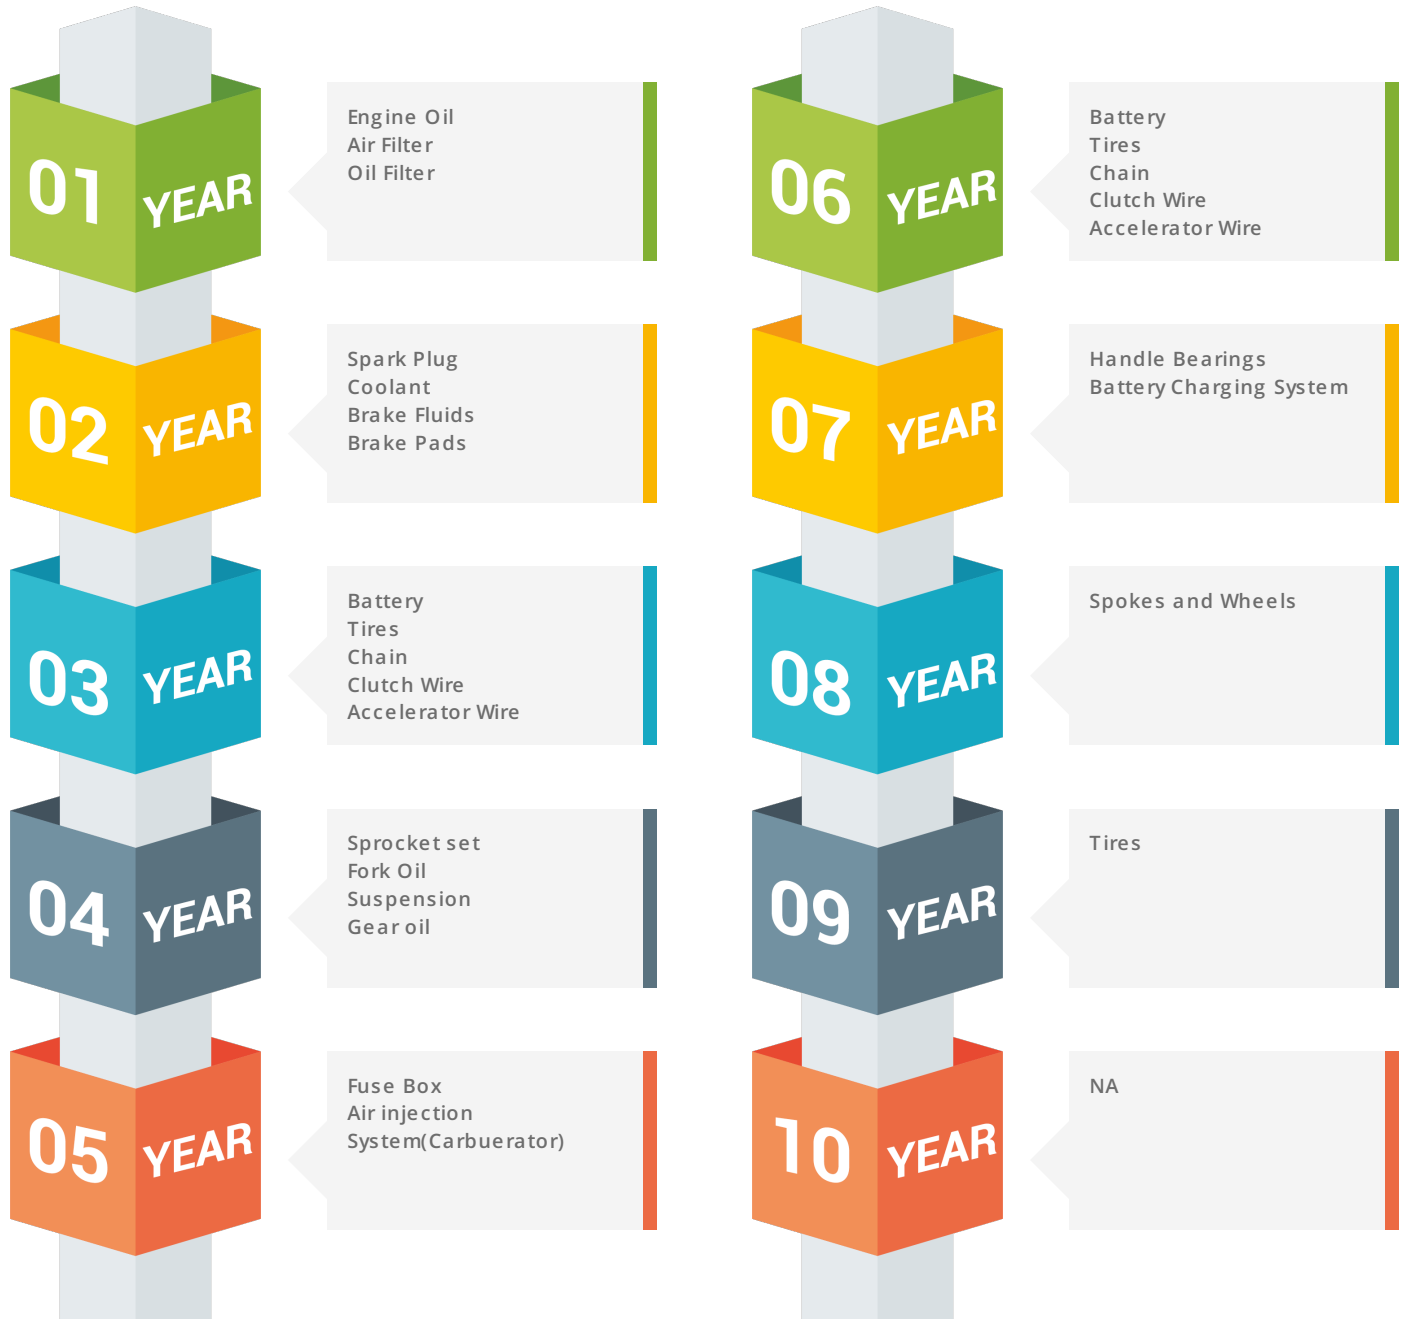 01 YEAR
Engine Oil
Air Filter
Oil Filter
02 YEAR
Spark Plug
Coolant
Brake Fluids
Brake Pads
03 YEAR
Battery
Tires
Chain
Clutch Wire
Accelerator Wire
04 YEAR
Sprocket set
Fork Oil
Suspension
Gear oil
05 YEAR
Fuse Box
Air injection
System(Carbuerator)
06 YEAR
Battery
Tires
Chain
Clutch Wire
Accelerator Wire
07 YEAR
Handle Bearings
Battery Charging System
08 YEAR
Spokes and Wheels
09 YEAR
Tires
10 YEAR
NA